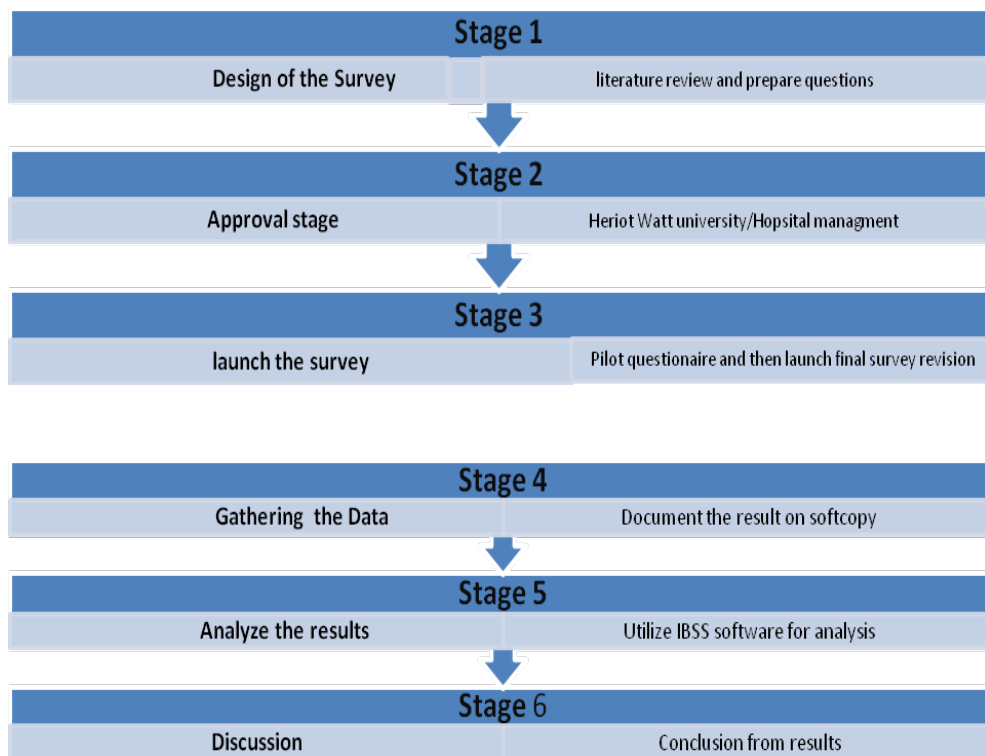 Stage 1
Design of the Survey literature review and prepare questions
Stage 2
Approval stage Heriot Watt university/Hopsital managment
Stage 3
launch the survey Pilot questionaire and then launch final survey revision
Stage 4
Gathering the Data Document the result on softcopy
Stage 5
Analyze the results Utilize IBSS software for analysis
Stage 6
Discussion Conclusion from results